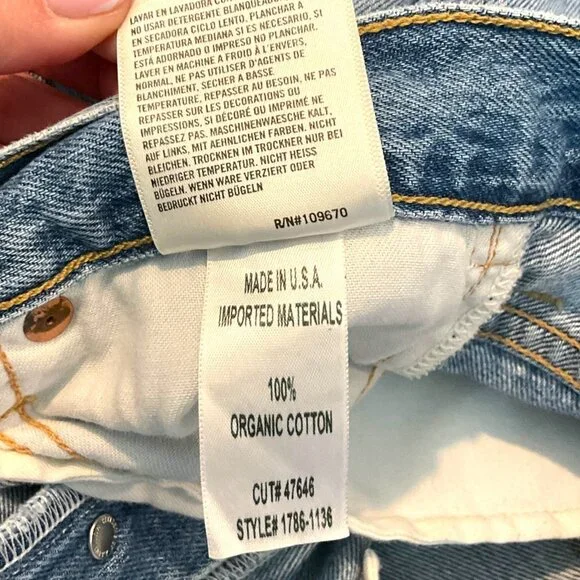 LAVAR EN LAVADORA CO
NO USAR DETERGENTE BLANQUEADO
EN SECADORA CICLO LENTO. PLANCHAR A
TEMPERATURA MEDIANA SI ES NECESARIO, SI
ESTÁ ADORNADO O IMPRESO NO PLANCHAR.
LAVER EN MACHINE A FROID À L'ENVERS,
NORMAL, NE PAS UTILISER D'AGENTS DE
BLANCHIMENT, SÉCHER A BASSE
TEMPERATURE, REPASSER AU BESOIN, NE PAS
REPASSER SUR LES DECORATIONS OU
IMPRESSIONS, SI DÉCORÉ OU IMPRIMÉ NE
REPASSEZ PAS. MASCHINENWAESCHE KALT,
AUF LINKS, MIT AEHNLICHEN FARBEN. NICHT
BLEICHEN. TROCKNEN IM TROCKNER NUR BEI
NIEDRIGER TEMPERATUR. NICHT HEISS
BÜGELN. WENN WARE VERZIERT ODER
BEDRUCKT NICHT BÜGELN
R/N#109670
MADE IN U.S.A.
IMPORTED MATERIALS
100%
ORGANIC COTTON
CUT# 47646
STYLE# 1786-1136